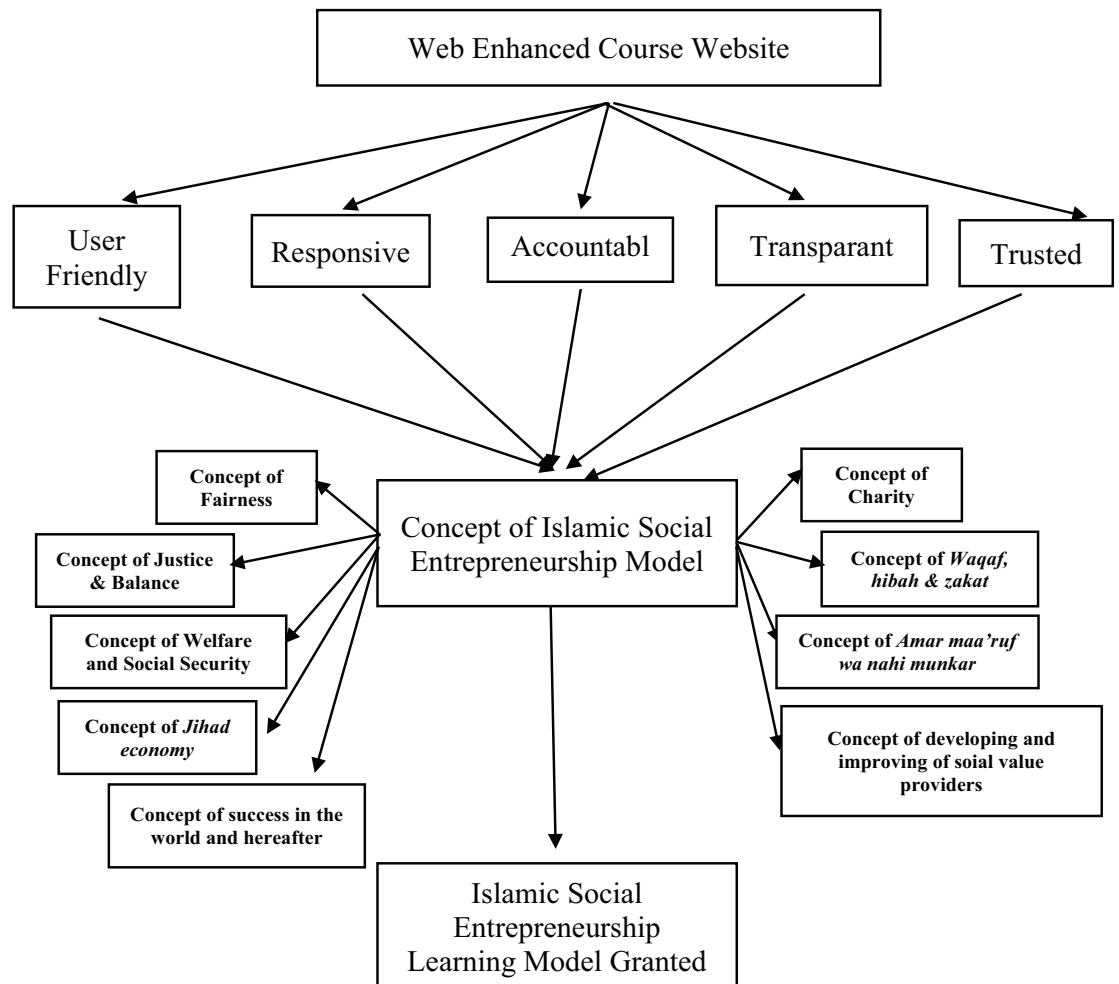 Web Enhanced Course Website
User
Friendly
Responsive
Accountabl
Transparant
Trusted
Concept of
Fairness
Concept of Justice
& Balance
Concept of Welfare
and Social Security
Concept of Jihad
economy
Concept of success in the
world and hereafter
Concept of Islamic Social
Entrepreneurship Model
Concept of
Charity
Concept of Waqaf,
hibah & zakat
Concept of Amar maa’ruf
wa nahi munkar
Concept of developing and
improving of soial value
providers
Islamic Social
Entrepreneurship
Learning Model Granted